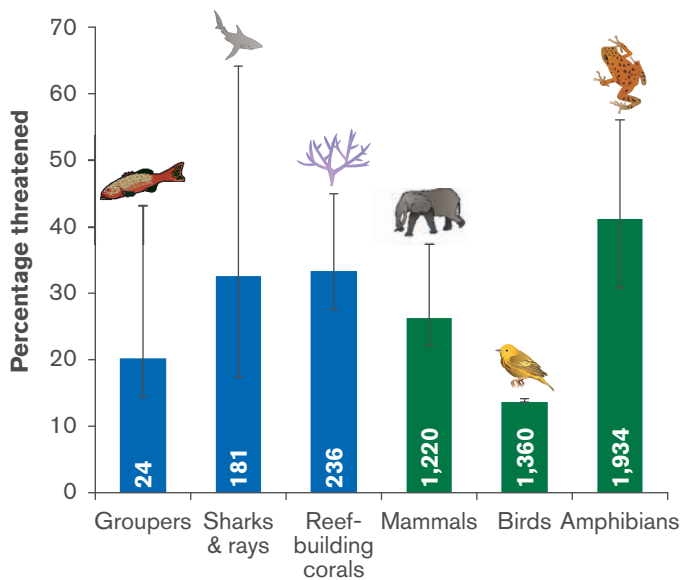 Percentage threatened
70
60
50
40
30
20
10
0
24
181
236
1,220
1,360
1,934
Groupers
Sharks
& rays
Reef-
building
corals
Mammals
Birds
Amphibians